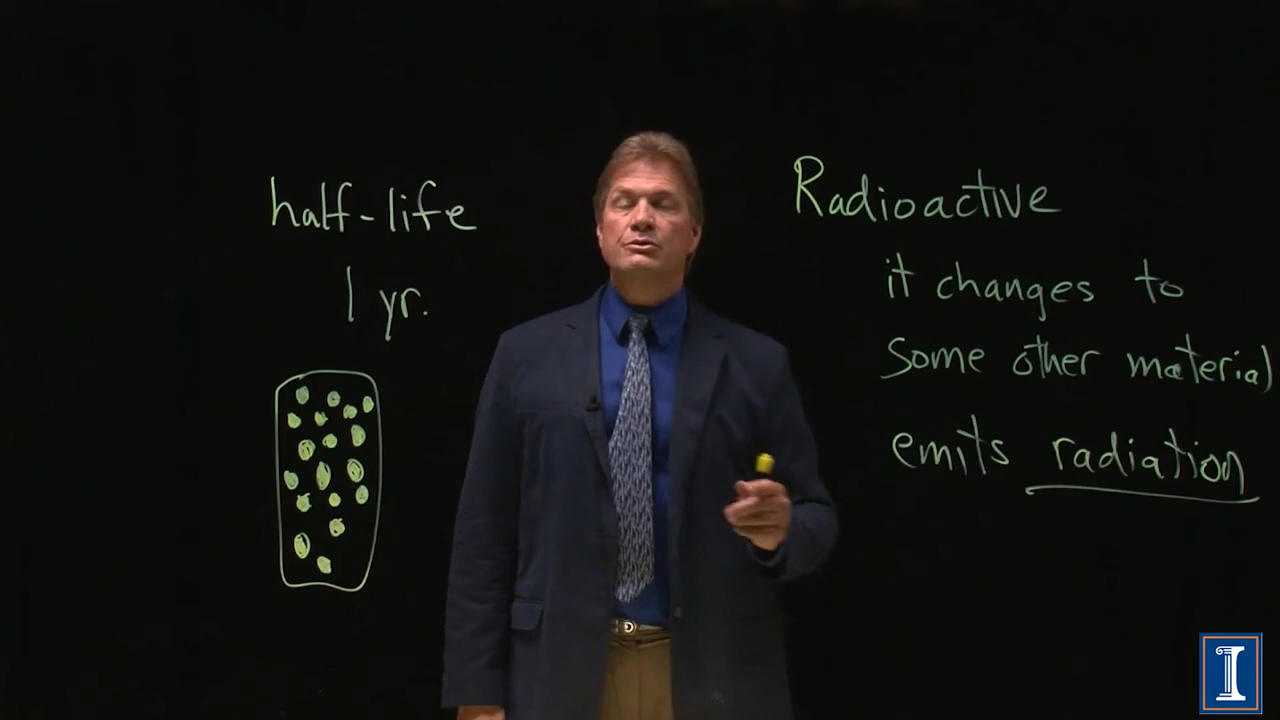 half-life
1 yr.
Radioactive
it changes to
some other material
emits radiation
I